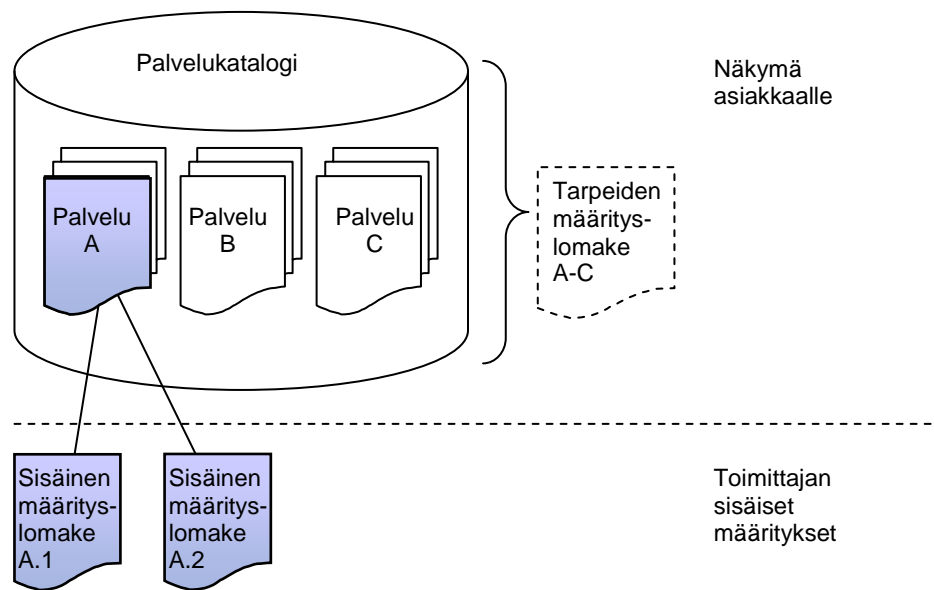 Palvelukatalogi
Näkymä
asiakkaalle
Palvelu
A
Palvelu
B
Palvelu
C
Tarpeiden
määritys-
lomake
A-C
Sisäinen
määritys-
lomake
A.1
Sisäinen
määritys-
lomake
A.2
Toimittajan
sisäiset
määritykset